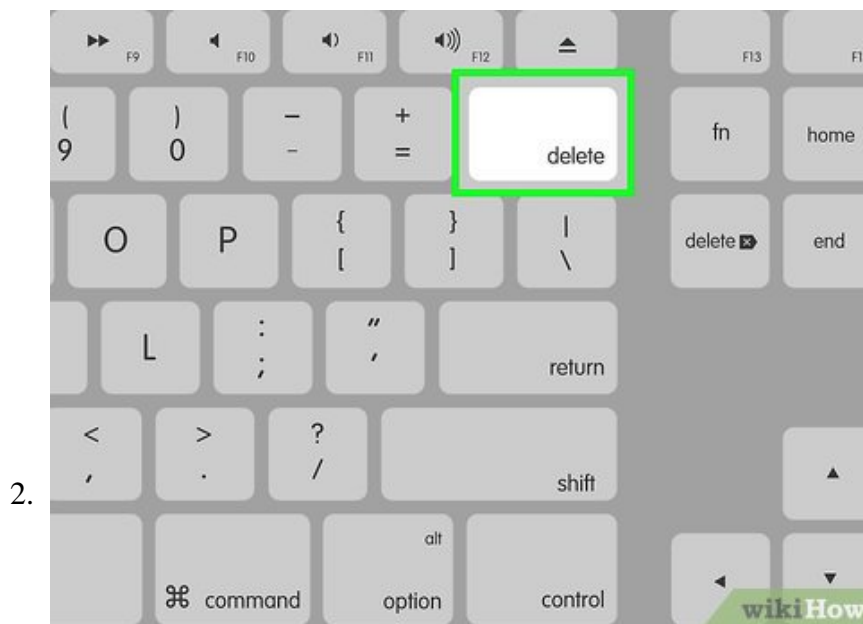 F9 F10 F11 F12 F13 F1
( ) – +
9 0 - = delete fn home
O P { } |
[ ] \ delete end
L : "
; ' return
< > ?
2. , . / shift
alt
⌘ command option control
wikiHow